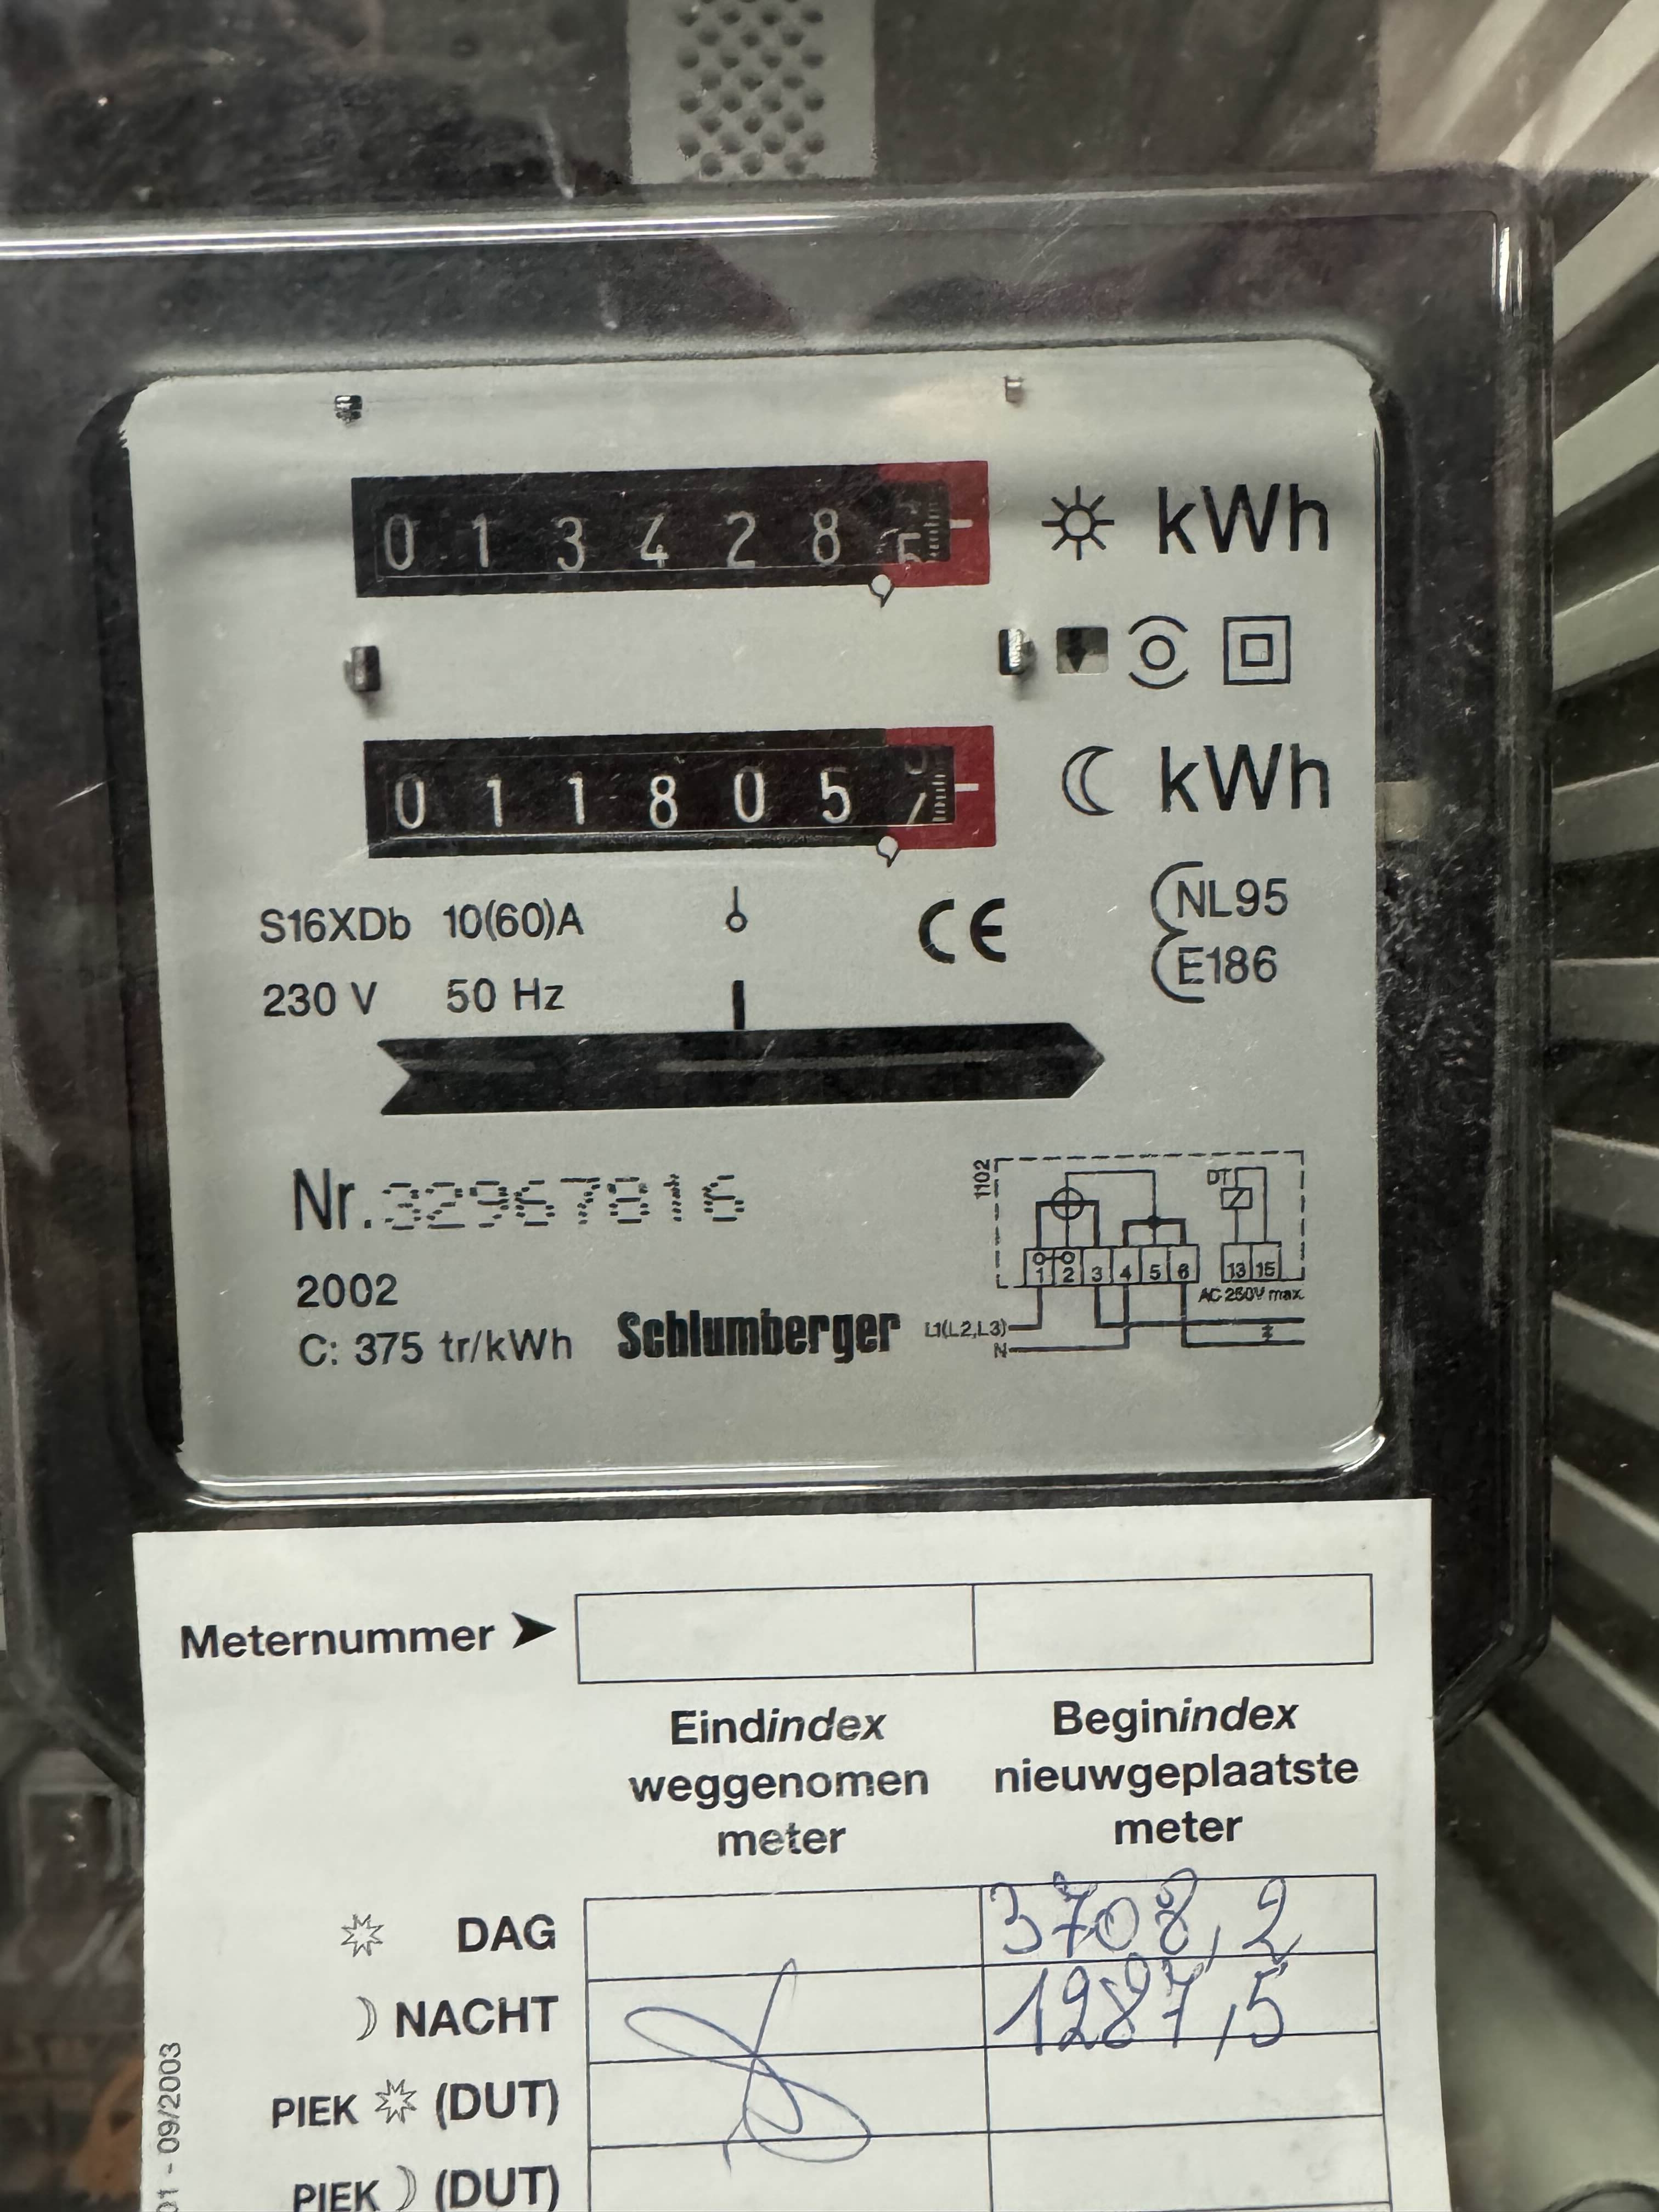 0 1 3 4 2 8 kWh
0 1 1 8 0 5 kWh
S16XDb 10(60)A
230 V 50 Hz
CE
NL95
E186
Nr. 32967816
2002
C: 375 tr/kWh
Schlumberger
1102
DT
1 2 3 4 5 6 13 15
AC 250V max.
L1(L2,L3)
N
Meternummer
Eindindex
weggenomen
meter
Beginindex
nieuwgeplaatste
meter
DAG 3708,2
NACHT 1287,5
PIEK (DUT)
PIEK (DUT)
01 - 09/2003